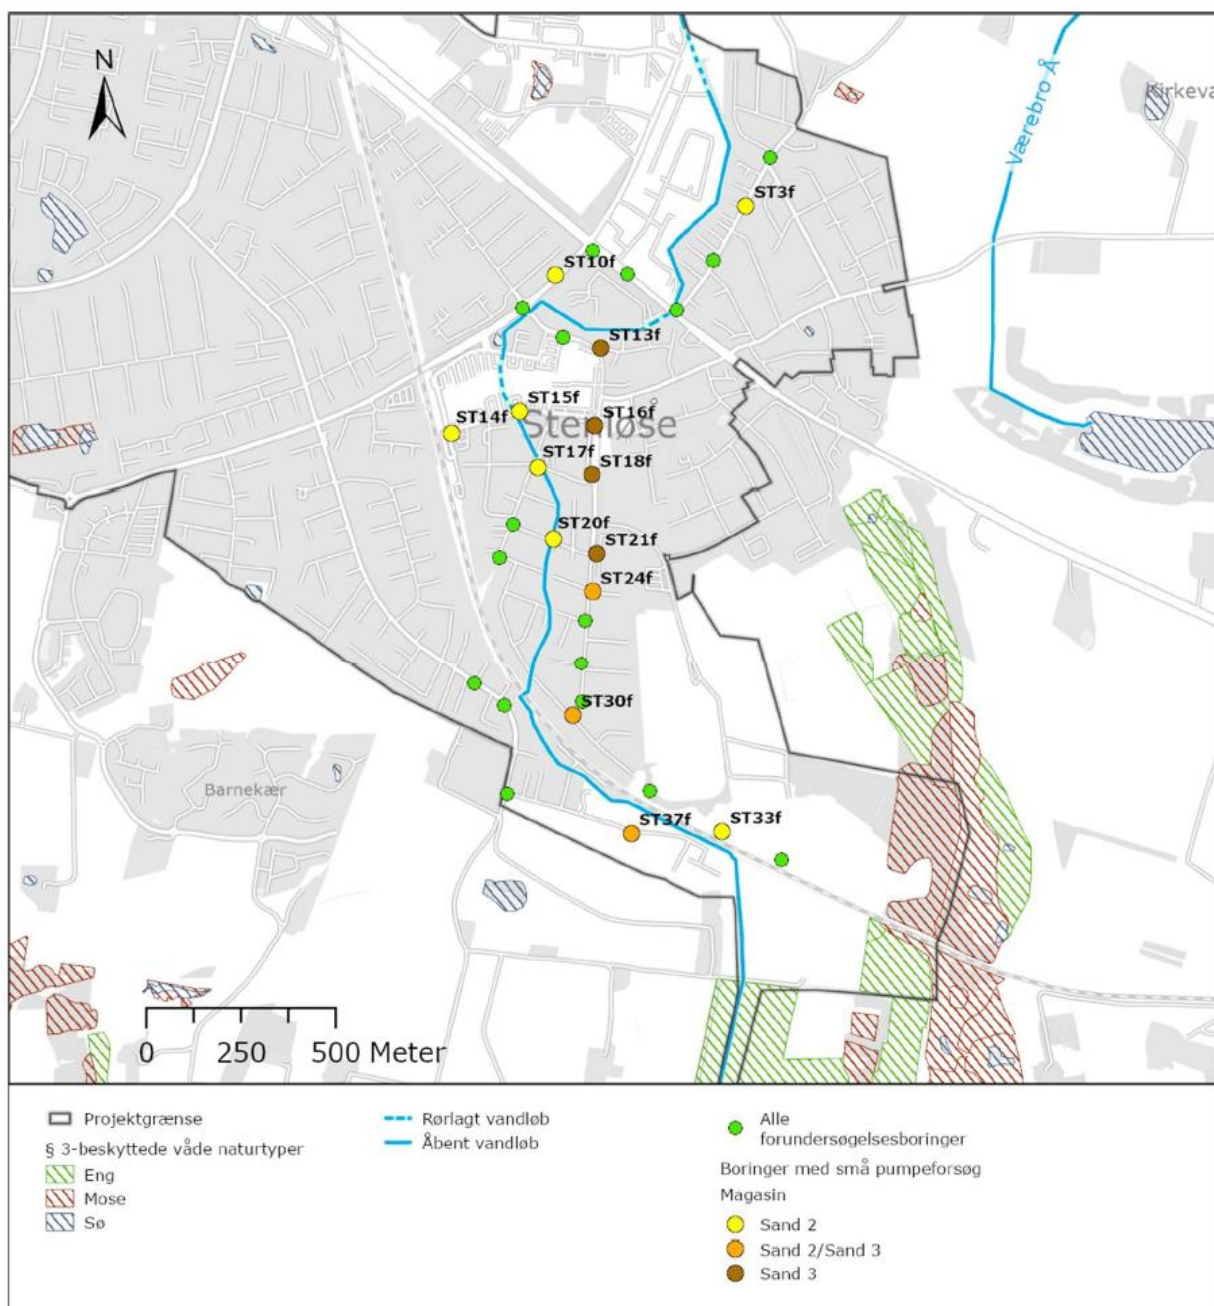 N
Værebro Å
Kirkevæ
ST3f
ST10f
ST13f
ST15f
ST14f
ST16f
Stenløse
ST17f
ST18f
ST20f
ST21f
ST24f
ST30f
Barnekær
ST37f
ST33f
0 250 500 Meter
Projektgrænse
§ 3-beskyttede våde naturtyper
Eng
Mose
Sø
Rørlagt vandløb
Åbent vandløb
Alle
forundersøgelsesboringer
Boringer med små pumpeforsøg
Magasin
Sand 2
Sand 2/Sand 3
Sand 3